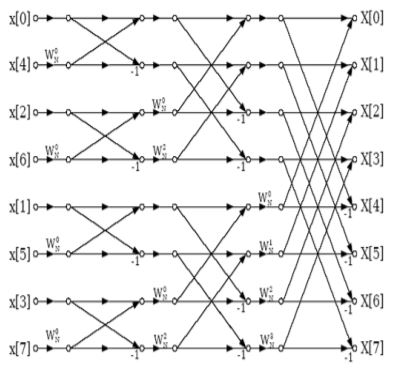 x[0] X[0]
x[4] W_N^0 -1 X[1]
x[2] W_N^0 -1 X[2]
x[6] W_N^0 -1 W_N^2 -1 X[3]
x[1] W_N^0 -1 X[4]
x[5] W_N^0 -1 W_N^1 -1 X[5]
x[3] W_N^0 -1 W_N^2 -1 X[6]
x[7] W_N^0 -1 W_N^2 -1 W_N^3 -1 X[7]